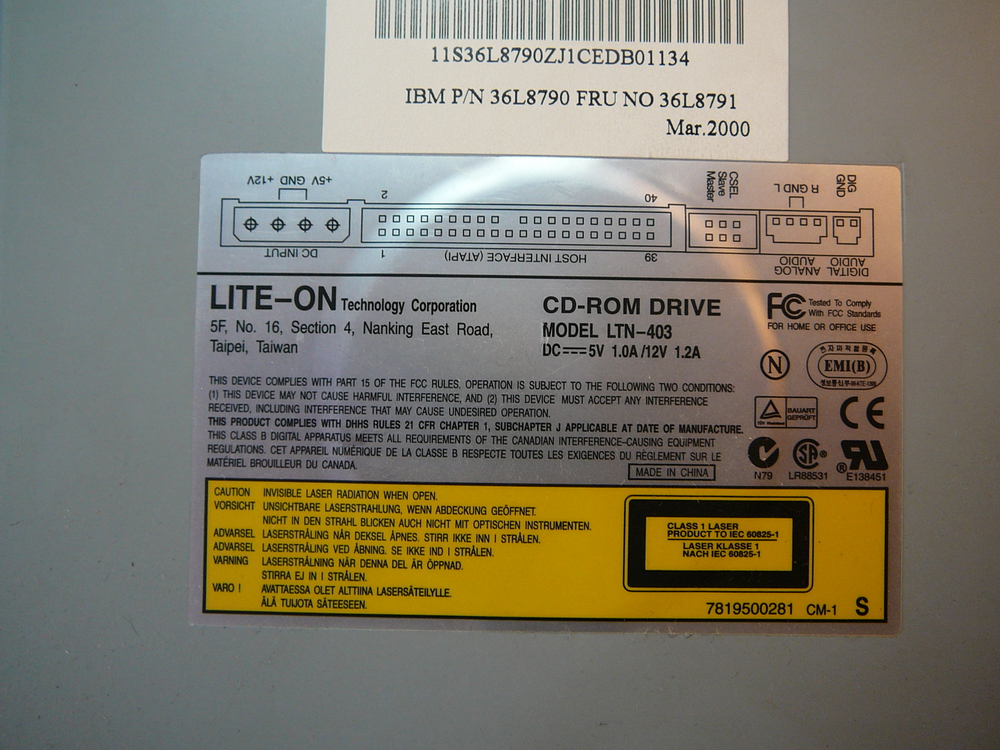 11S36L8790ZJ1CEDB01134
IBM P/N 36L8790 FRU NO 36L8791
Mar.2000
+12V GND +5V
2
40
Master
Slave
CSEL
R GND L
DIG
GND
DC INPUT
1
HOST INTERFACE (ATAPI)
39
ANALOG
AUDIO
DIGITAL
AUDIO
LITE-ON Technology Corporation
5F, No. 16, Section 4, Nanking East Road,
Taipei, Taiwan
CD-ROM DRIVE
MODEL LTN-403
DC===5V 1.0A/12V 1.2A
FC Tested To Comply
With FCC Standards
FOR HOME OR OFFICE USE
N
EMI(B)
THIS DEVICE COMPLIES WITH PART 15 OF THE FCC RULES. OPERATION IS SUBJECT TO THE FOLLOWING TWO CONDITIONS:
(1) THIS DEVICE MAY NOT CAUSE HARMFUL INTERFERENCE, AND (2) THIS DEVICE MUST ACCEPT ANY INTERFERENCE
RECEIVED, INCLUDING INTERFERENCE THAT MAY CAUSE UNDESIRED OPERATION.
THIS PRODUCT COMPLIES WITH DHHS RULES 21 CFR CHAPTER 1, SUBCHAPTER J APPLICABLE AT DATE OF MANUFACTURE.
THIS CLASS B DIGITAL APPARATUS MEETS ALL REQUIREMENTS OF THE CANADIAN INTERFERENCE-CAUSING EQUIPMENT
REGULATIONS. CET APPAREIL NUMÉRIQUE DE LA CLASSE B RESPECTE TOUTES LES EXIGENCES DU RÈGLEMENT SUR LE
MATÉRIEL BROUILLEUR DU CANADA.
MADE IN CHINA
BAUART
GEPRÜFT
CE
N79
LR88531
E138451
CAUTION INVISIBLE LASER RADIATION WHEN OPEN.
VORSICHT UNSICHTBARE LASERSTRAHLUNG, WENN ABDECKUNG GEÖFFNET.
NICHT IN DEN STRAHL BLICKEN AUCH NICHT MIT OPTISCHEN INSTRUMENTEN.
ADVARSEL LASERSTRÅLING NÅR DEKSEL ÅPNES. STIRR IKKE INN I STRÅLEN.
ADVARSEL LASERSTRÅLING VED ÅBNING. SE IKKE IND I STRÅLEN.
VARNING LASERSTRÅLNING NÄR DENNA DEL ÄR ÖPPNAD.
STIRRA EJ IN I STRÅLEN.
VARO ! AVATTAESSA OLET ALTTIINA LASERSÄTEILYLLE.
ÄLÄ TUIJOTA SÄTEESEEN.
CLASS 1 LASER
PRODUCT TO IEC 60825-1
LASER KLASSE 1
NACH IEC 60825-1
7819500281 CM-1 S